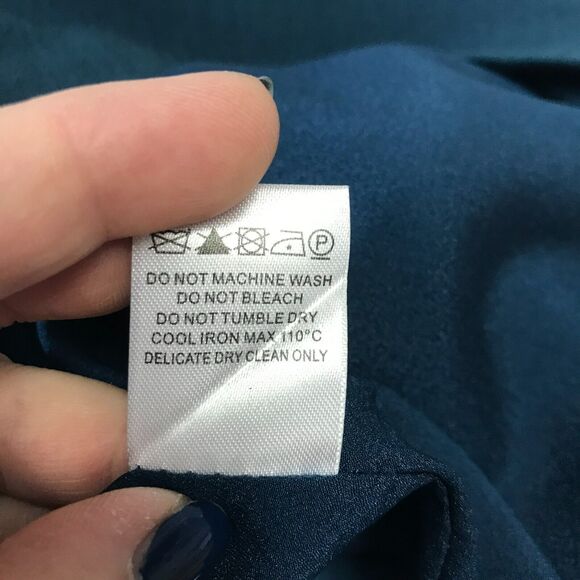 P
DO NOT MACHINE WASH
DO NOT BLEACH
DO NOT TUMBLE DRY
COOL IRON MAX 110°C
DELICATE DRY CLEAN ONLY